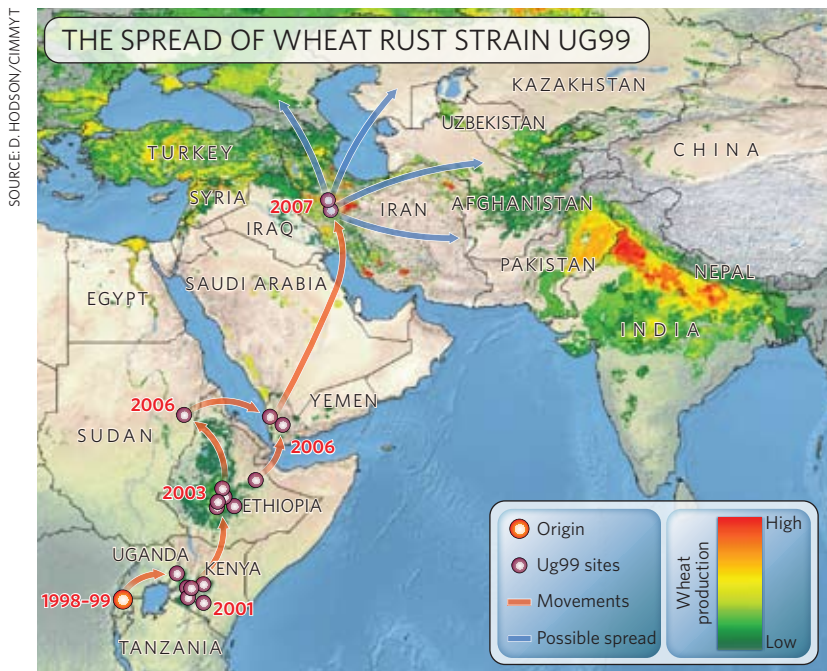 SOURCE: D. HODSON/CIMMYT
THE SPREAD OF WHEAT RUST STRAIN UG99
KAZAKHSTAN
UZBEKISTAN
CHINA
TURKEY
SYRIA
2007
IRAN
AFGHANISTAN
IRAQ
PAKISTAN
NEPAL
SAUDI ARABIA
EGYPT
INDIA
2006
YEMEN
SUDAN
2006
2003
ETHIOPIA
UGANDA
KENYA
1998–99
2001
TANZANIA
Origin
Ug99 sites
Movements
Possible spread
Wheat
production
High
Low